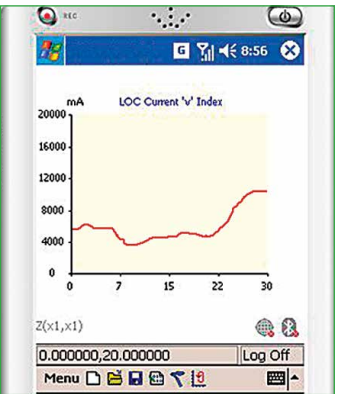 REC
G 8:56
mA LOC Current 'v' Index
20000
16000
12000
8000
4000
0
0 7 15 22 30
Z(x1,x1)
0.000000,20.000000 Log Off
Menu